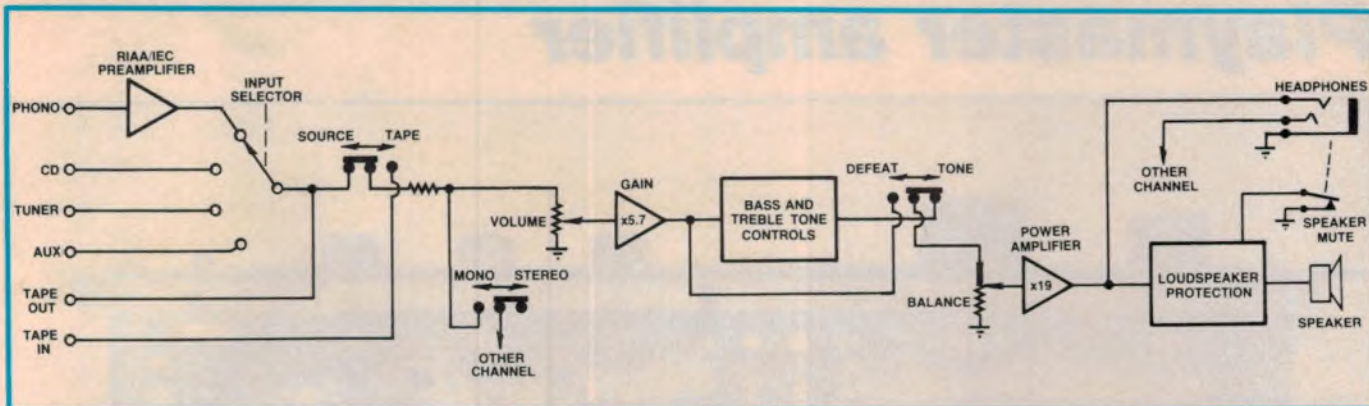 Playmaster amplifier
RIAA/IEC
PREAMPLIFIER
INPUT
SELECTOR
PHONO
CD
TUNER
AUX
TAPE
OUT
TAPE
IN
SOURCE
TAPE
VOLUME
MONO
STEREO
OTHER
CHANNEL
GAIN
x5.7
BASS AND
TREBLE TONE
CONTROLS
DEFEAT
TONE
BALANCE
POWER
AMPLIFIER
x19
HEADPHONES
OTHER
CHANNEL
SPEAKER
MUTE
LOUDSPEAKER
PROTECTION
SPEAKER